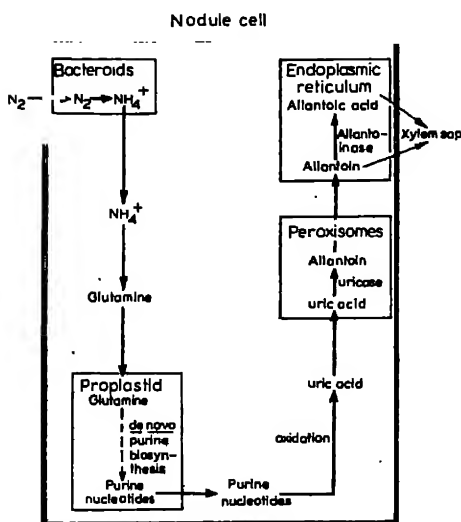 Nodule cell
Bacteroids
N2 N2 NH4+
NH4+
Glutamine
Proplastid
Glutamine
de novo
purine
biosyn-
thesis
Purine
nucleotides
Purine
nucleotides
oxidation
uric acid
Peroxisomes
Allantoin
uricase
uric acid
Endoplasmic
reticulum
Allantoic acid
Allanto-
inase
Allantoin
Xylem sap